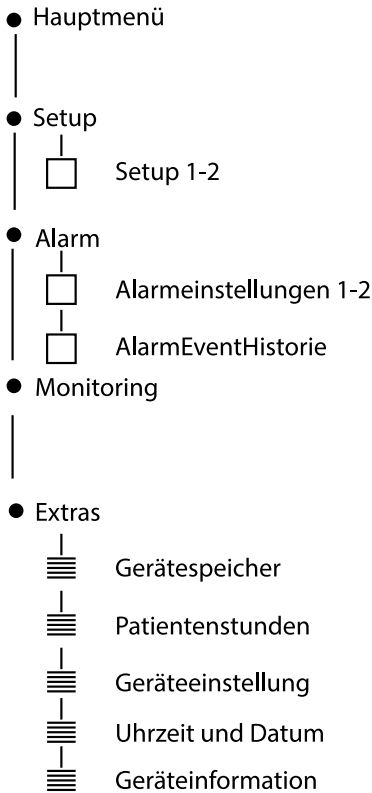 Hauptmenü
Setup
Setup 1-2
Alarm
Alarmeinstellungen 1-2
AlarmEventHistorie
Monitoring
Extras
Gerätespeicher
Patientenstunden
Geräteeinstellung
Uhrzeit und Datum
Geräteinformation